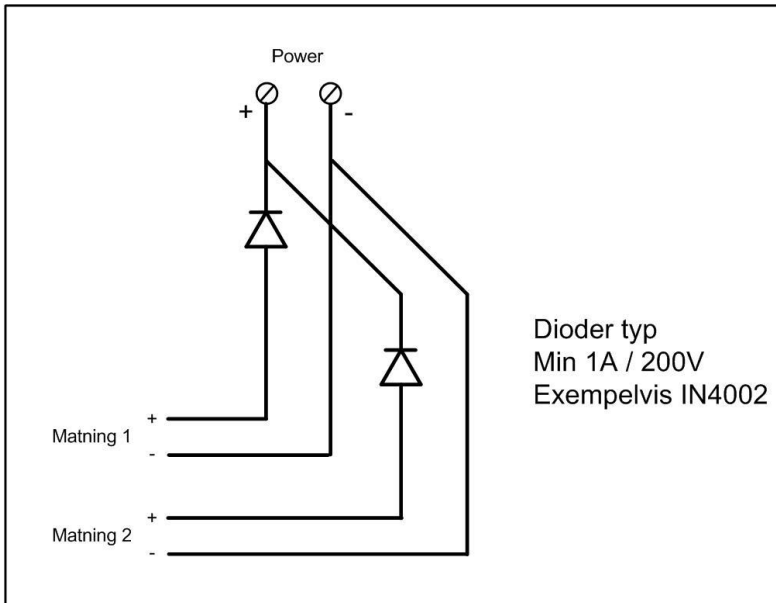 Power
+ -
Dioder typ
Min 1A / 200V
Exempelvis IN4002
Matning 1
+
-
Matning 2
+
-